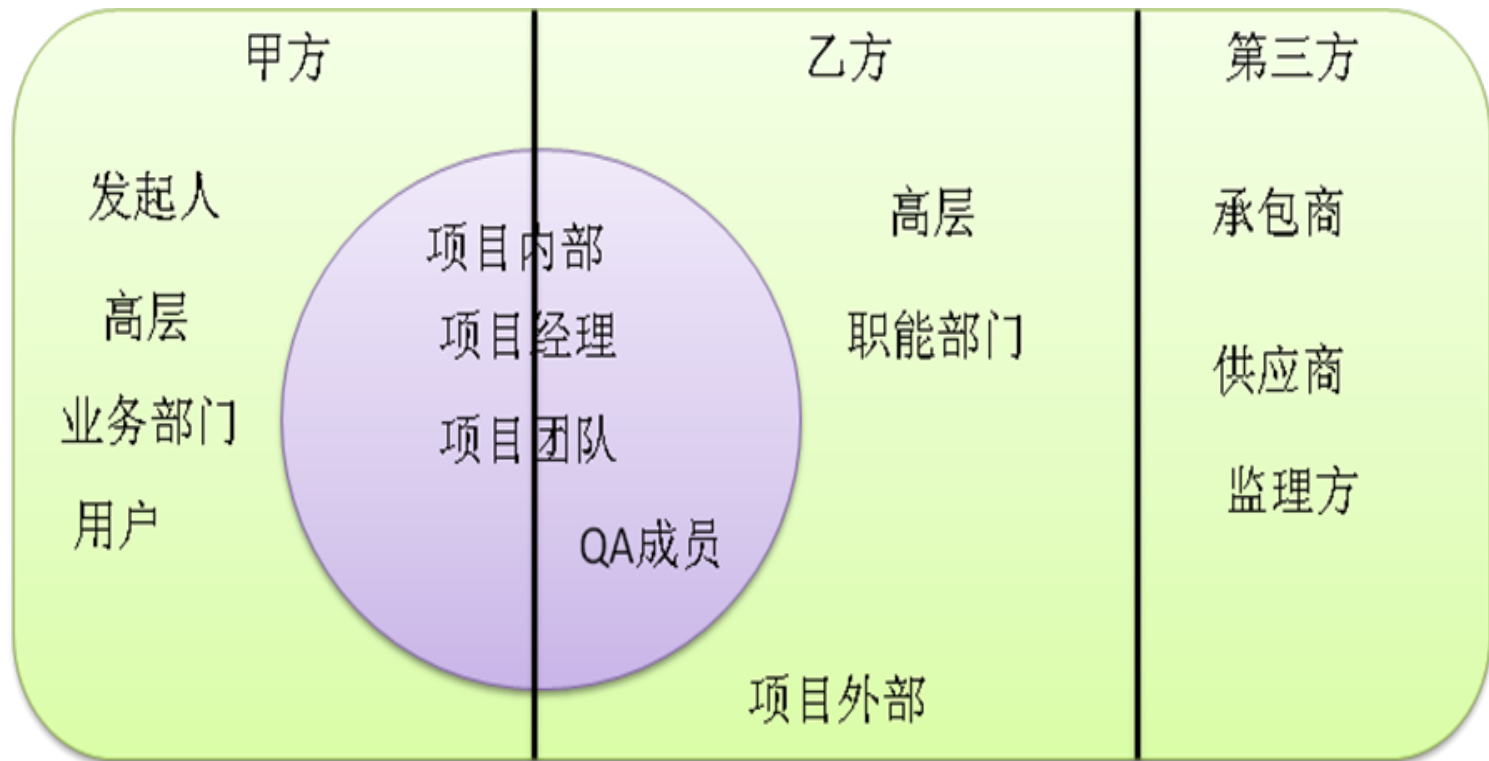 甲方
乙方
第三方
发起人
高层
业务部门
用户
项目内部
项目经理
项目团队
QA成员
高层
职能部门
项目外部
承包商
供应商
监理方